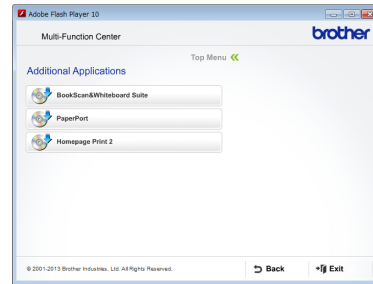 Adobe Flash Player 10
Multi-Function Center
brother
Top Menu
Additional Applications
BookScan&Whiteboard Suite
PaperPort
Homepage Print 2
© 2001-2013 Brother Industries, Ltd. All Rights Reserved.
Back
Exit